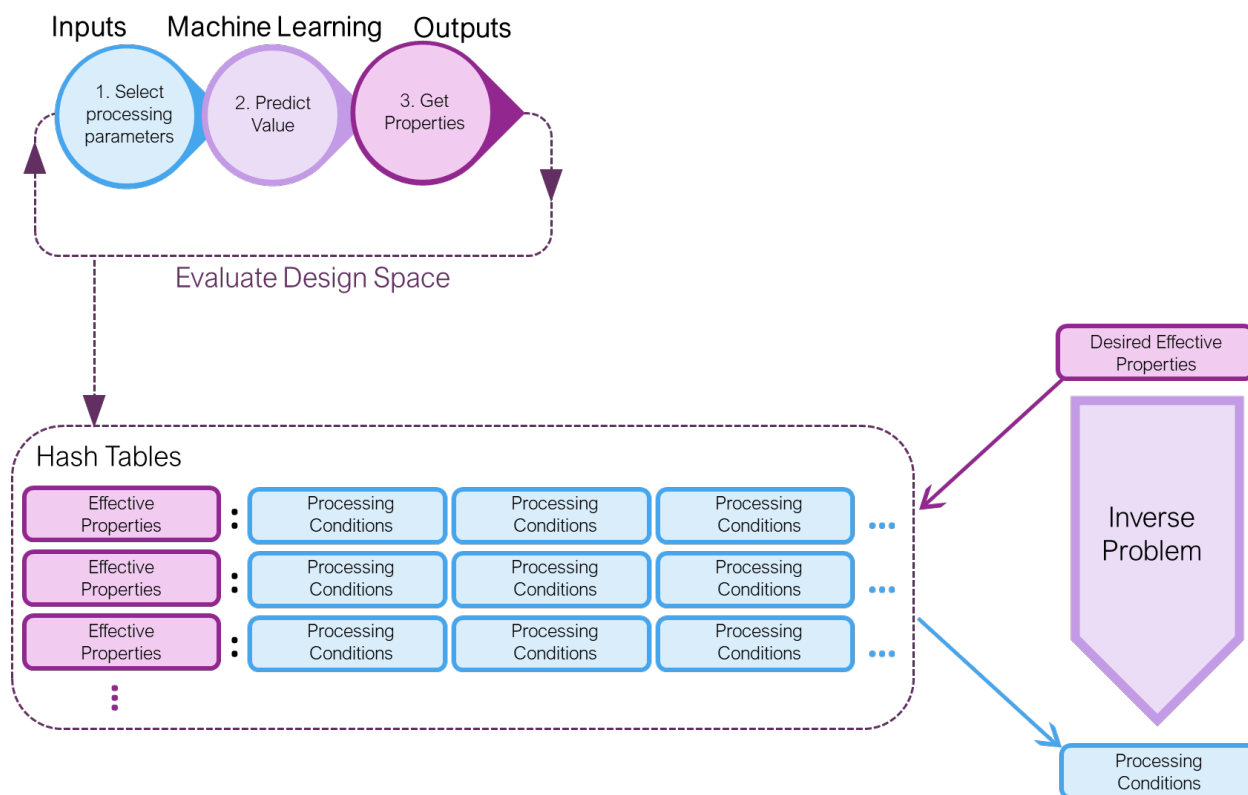 Inputs Machine Learning Outputs
1. Select
processing
parameters
2. Predict
Value
3. Get
Properties
Evaluate Design Space
Desired Effective
Properties
Hash Tables
Effective
Properties
:
Processing
Conditions
Processing
Conditions
Processing
Conditions
...
Effective
Properties
:
Processing
Conditions
Processing
Conditions
Processing
Conditions
...
Effective
Properties
:
Processing
Conditions
Processing
Conditions
Processing
Conditions
...
Inverse
Problem
Processing
Conditions